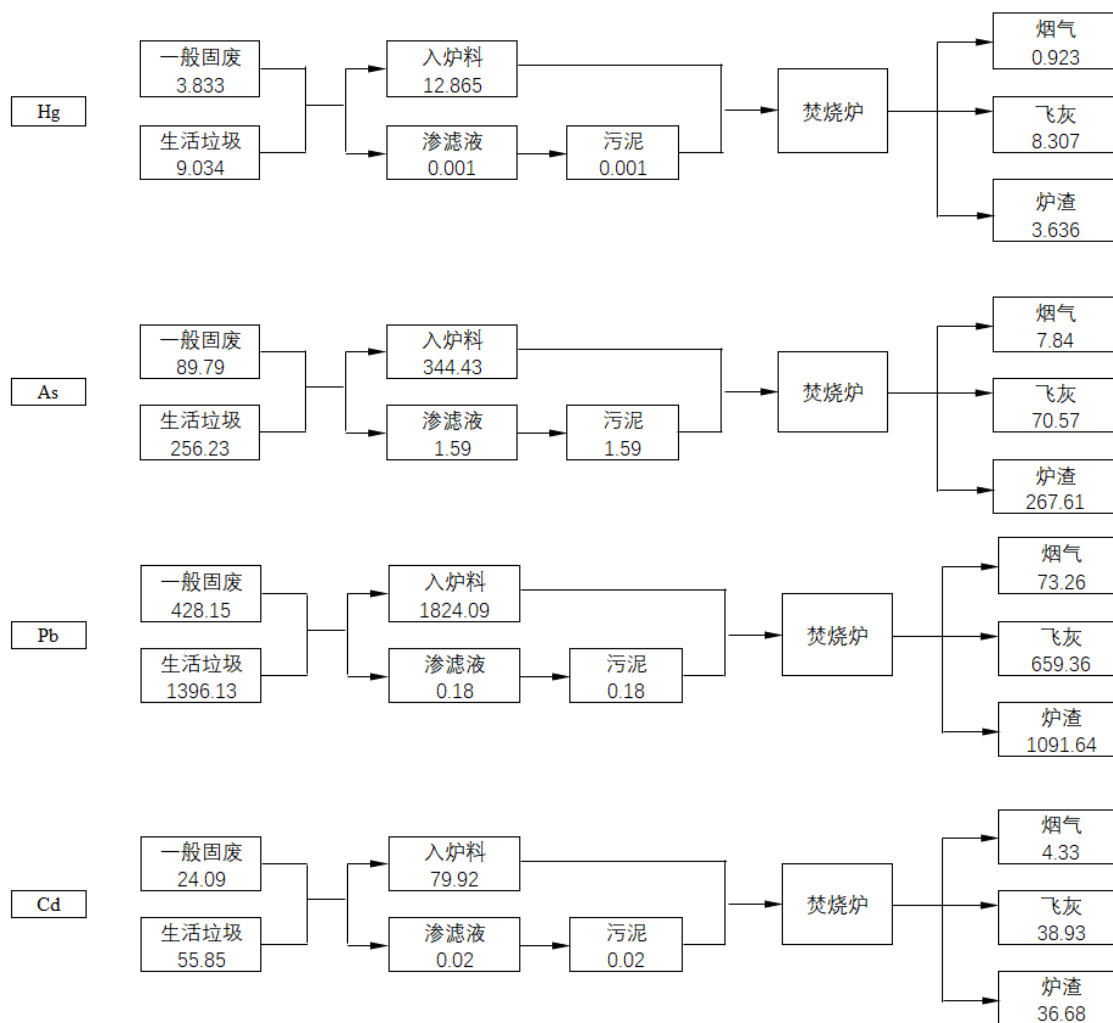 烟气
0.923
一般固废
3.833
入炉料
12.865
Hg
焚烧炉
飞灰
8.307
生活垃圾
9.034
渗滤液
0.001
污泥
0.001
炉渣
3.636
烟气
7.84
一般固废
89.79
入炉料
344.43
As
焚烧炉
飞灰
70.57
生活垃圾
256.23
渗滤液
1.59
污泥
1.59
炉渣
267.61
烟气
73.26
一般固废
428.15
入炉料
1824.09
Pb
焚烧炉
飞灰
659.36
生活垃圾
1396.13
渗滤液
0.18
污泥
0.18
炉渣
1091.64
烟气
4.33
一般固废
24.09
入炉料
79.92
Cd
焚烧炉
飞灰
38.93
生活垃圾
55.85
渗滤液
0.02
污泥
0.02
炉渣
36.68